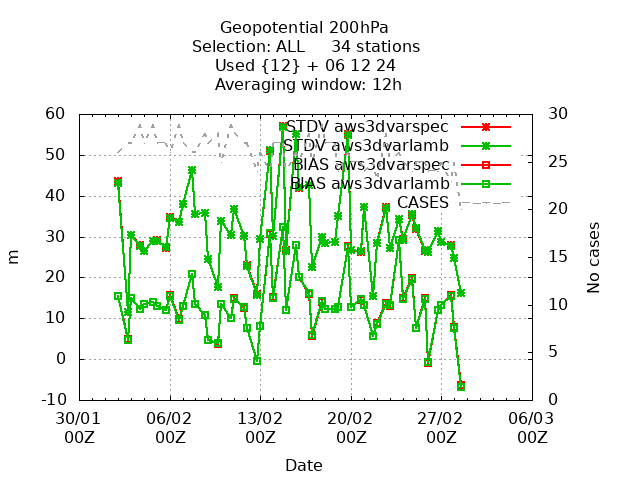 Geopotential 200hPa
Selection: ALL 34 stations
Used {12} + 06 12 24
Averaging window: 12h
60 30
STDV aws3dvarspec
STDV aws3dvarlamb
BIAS aws3dvarspec
BIAS aws3dvarlamb
CASES
50 25
40 20
30 15
20
10 10
0 5
-10 0
m
No cases
30/01 06/02 13/02 20/02 27/02 06/03
00Z 00Z 00Z 00Z 00Z 00Z
Date